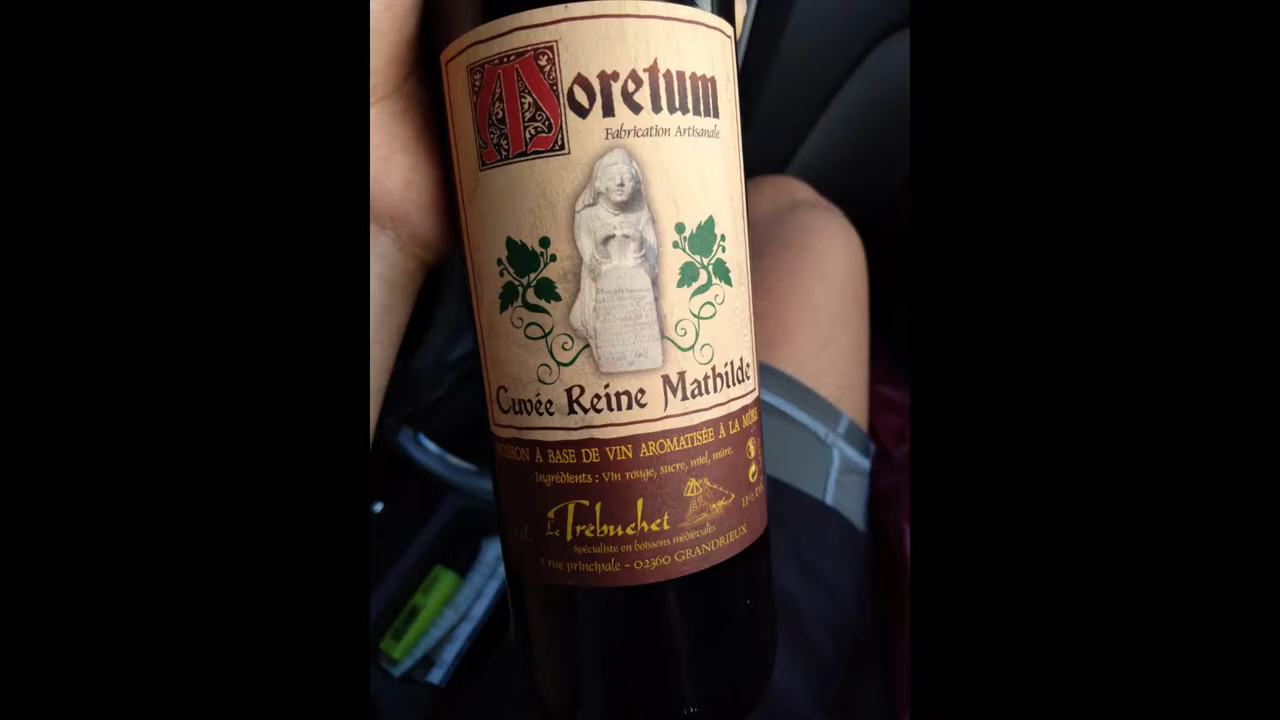 Moretum
Fabrication Artisanale
Cuvée Reine Mathilde
BOISSON À BASE DE VIN AROMATISÉE À LA MÛRE
Ingrédients : Vin rouge, sucre, miel, mûre.
Le Trébuchet
Spécialiste en boissons médiévales
rue principale - 02360 GRANDRIEUX